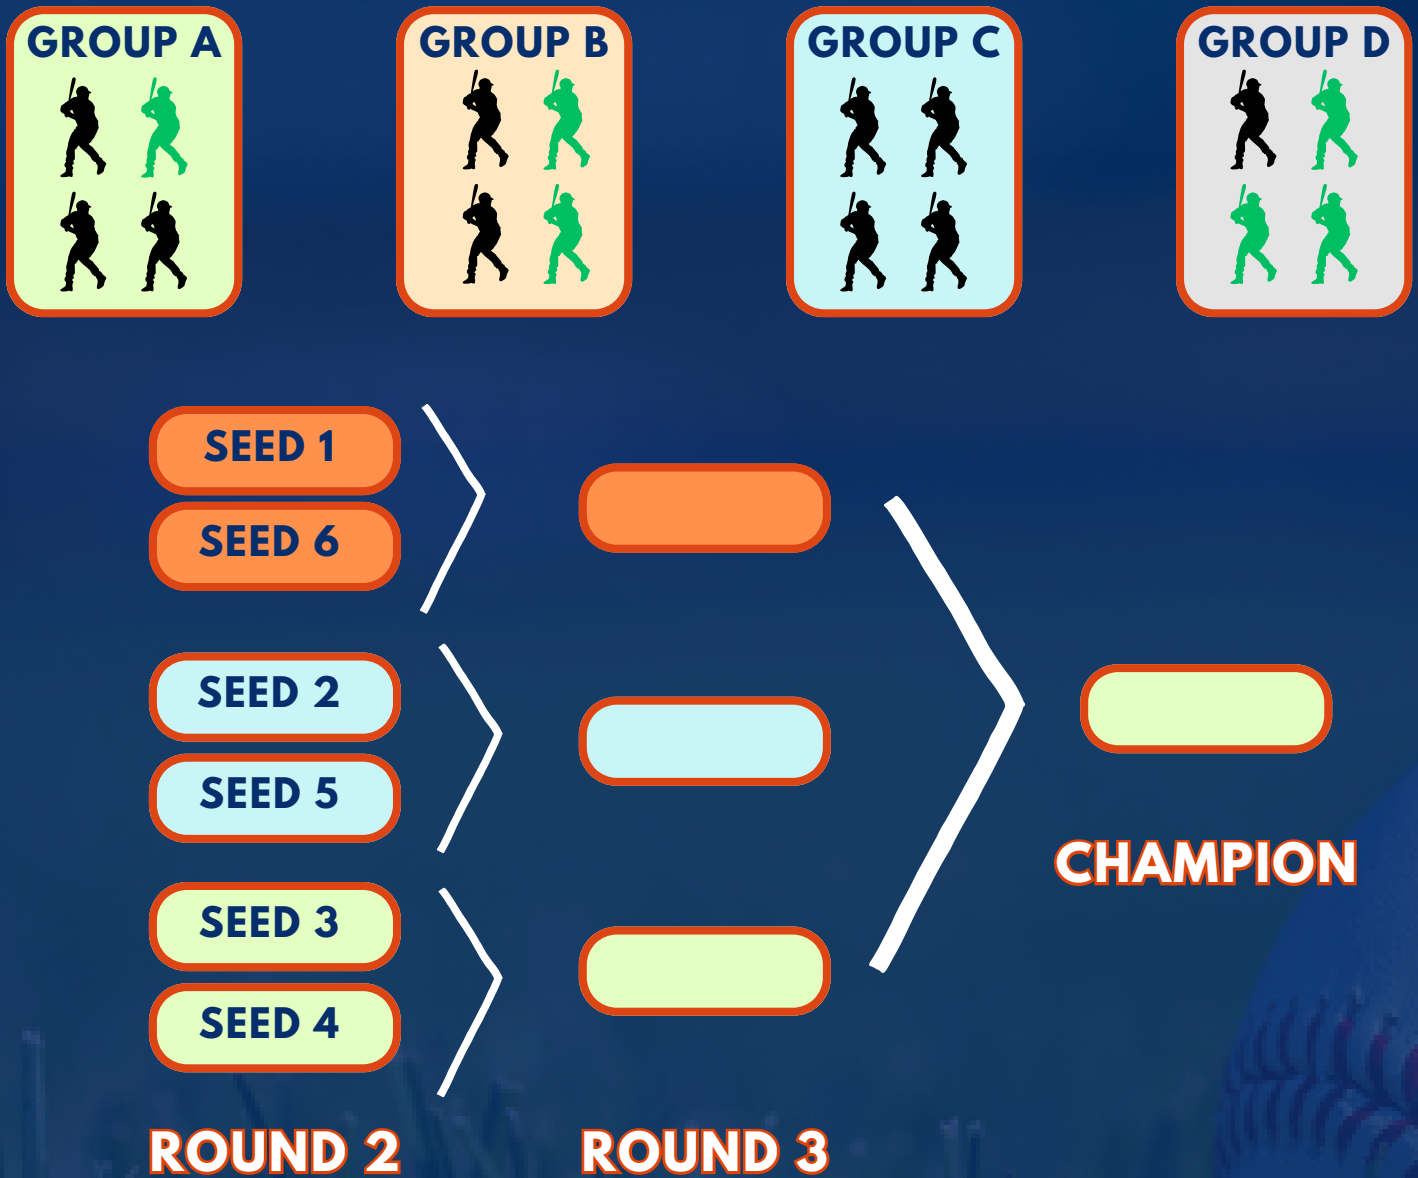 GROUP A
GROUP B
GROUP C
GROUP D
SEED 1
SEED 6
SEED 2
SEED 5
SEED 3
SEED 4
CHAMPION
ROUND 2
ROUND 3